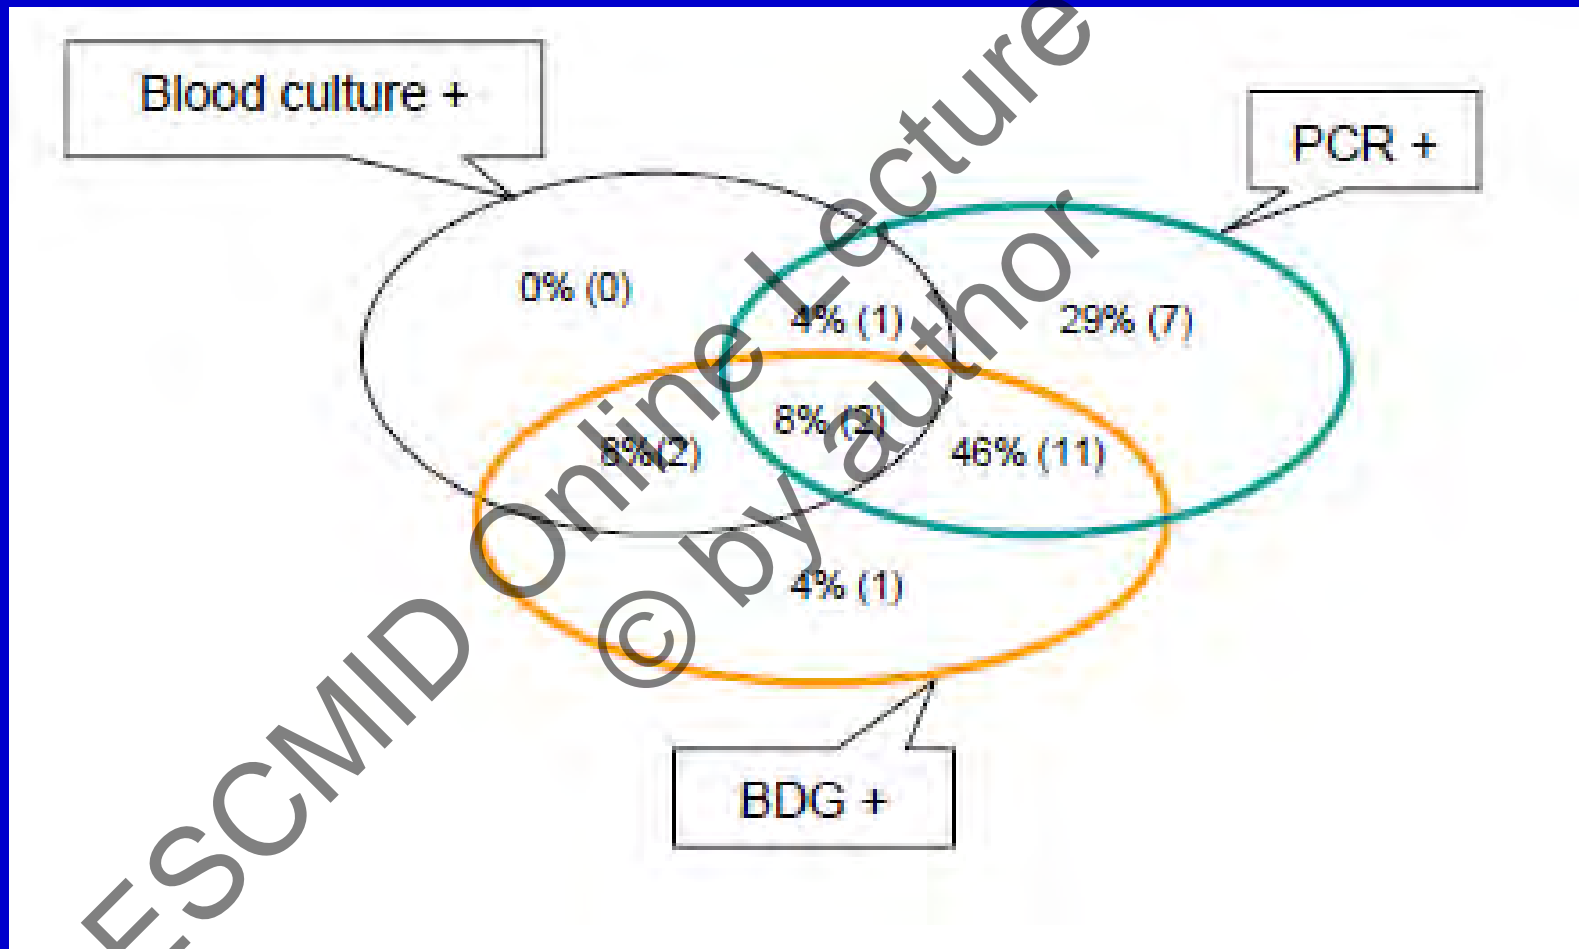 Blood culture +
PCR +
0% (0)
4% (1)
29% (7)
8% (2)
8%(2)
46% (11)
4% (1)
BDG +
ESCMID Online Lecture
© by author